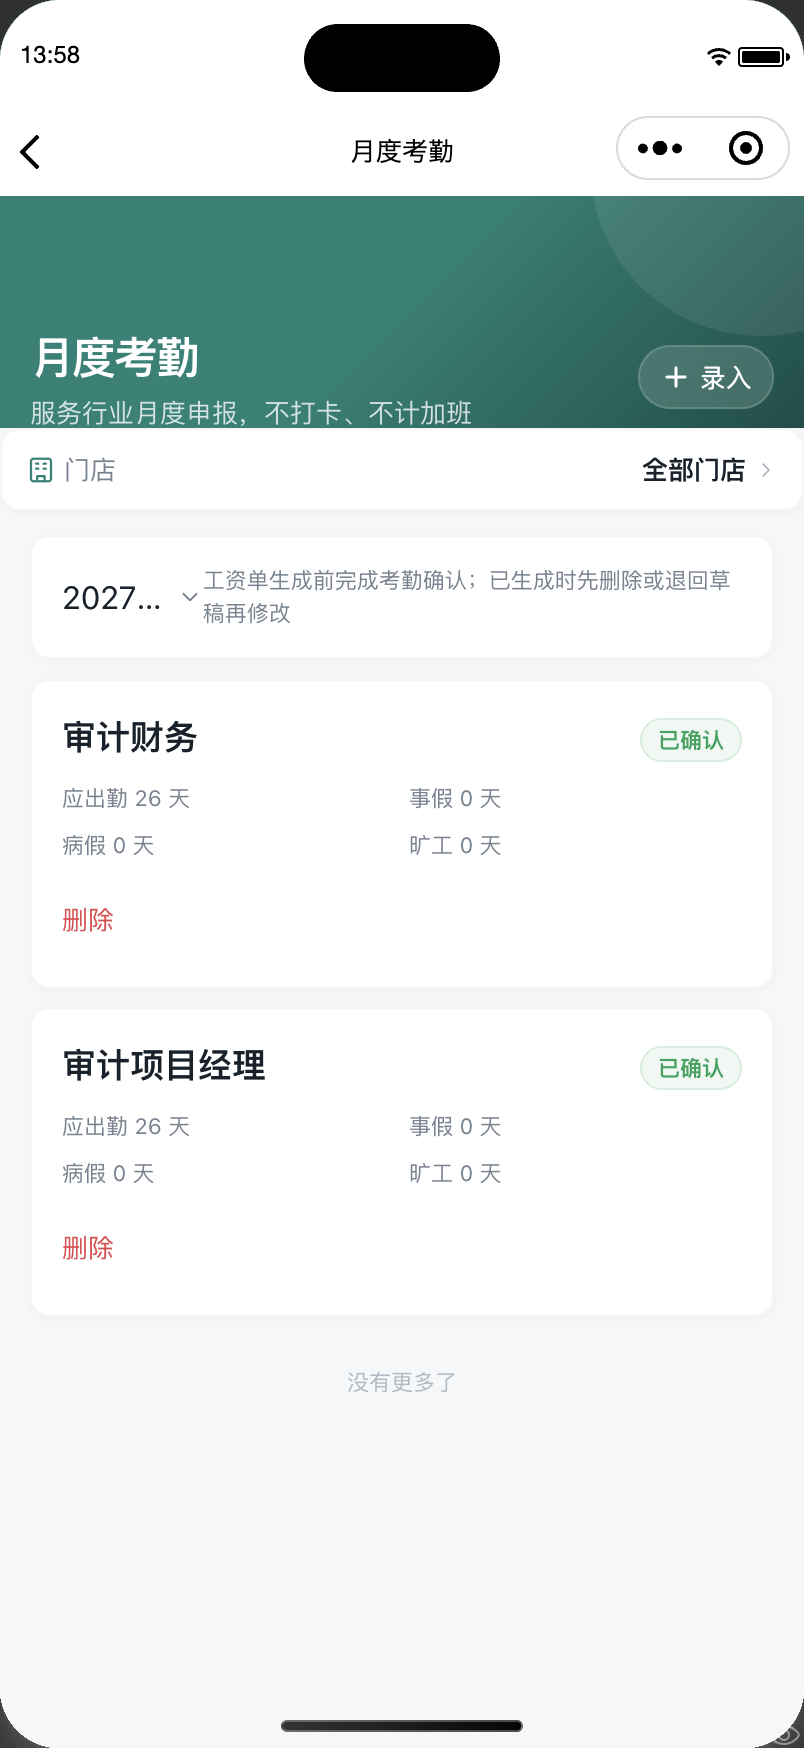 13:58
月度考勤
月度考勤
+ 录入
服务行业月度申报，不打卡、不计加班
门店
全部门店
2027...
工资单生成前完成考勤确认；已生成时先删除或退回草
稿再修改
审计财务
已确认
应出勤 26 天
事假 0 天
病假 0 天
旷工 0 天
删除
审计项目经理
已确认
应出勤 26 天
事假 0 天
病假 0 天
旷工 0 天
删除
没有更多了